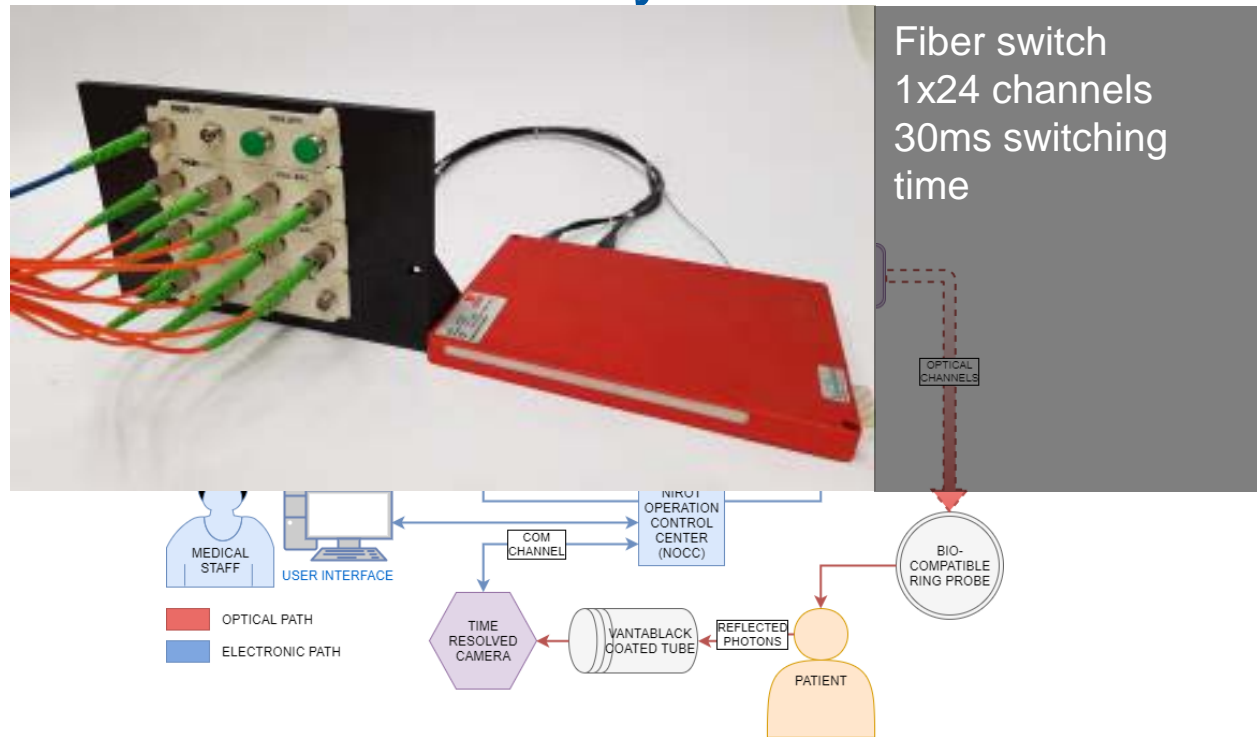 Fiber switch
1x24 channels
30ms switching
time
OPTICAL
CHANNELS
NIROT
OPERATION
CONTROL
CENTER
(NOCC)
COM
CHANNEL
MEDICAL
STAFF
USER INTERFACE
BIO-
COMPATIBLE
RING PROBE
OPTICAL PATH
ELECTRONIC PATH
TIME
RESOLVED
CAMERA
VANTABLACK
COATED TUBE
REFLECTED
PHOTONS
PATIENT